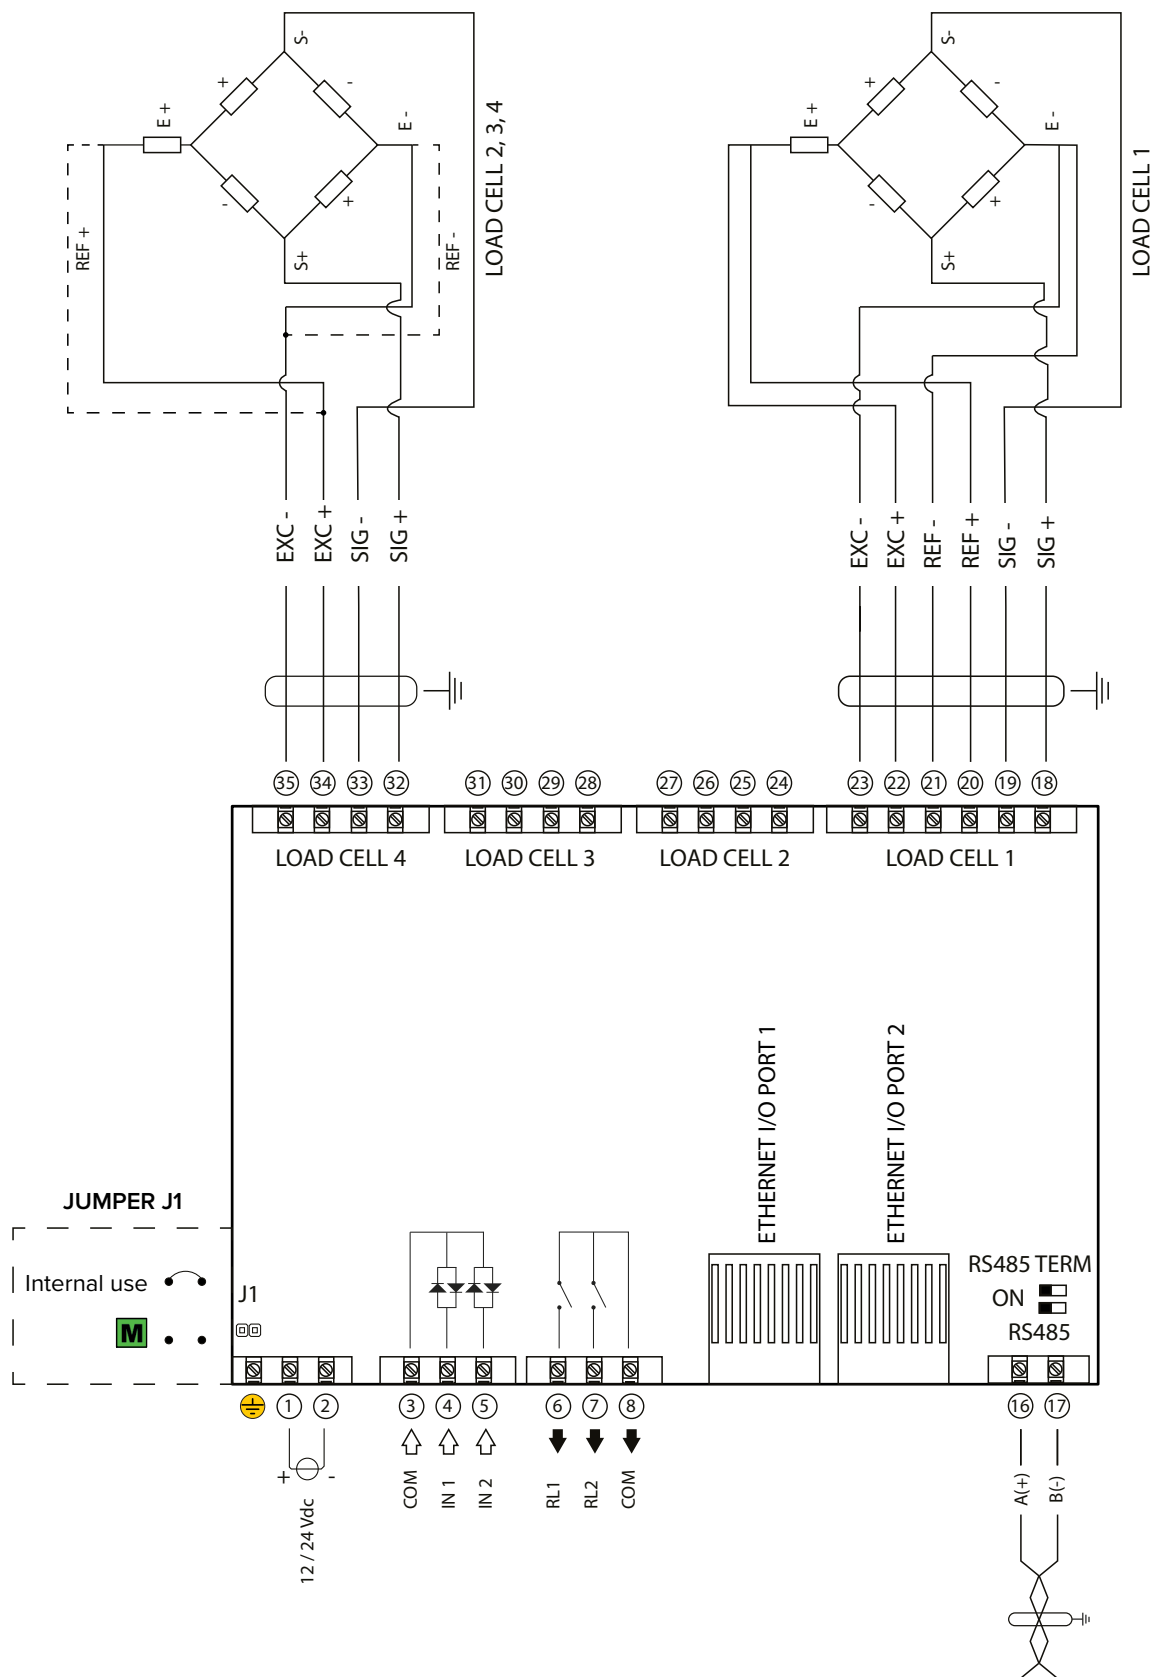 S-
S-
+
-
+
-
E +
E -
E +
E -
LOAD CELL 2, 3, 4
LOAD CELL 1
-
+
-
+
REF +
S+
REF -
S+
EXC -
EXC +
SIG -
SIG +
EXC -
EXC +
REF -
REF +
SIG -
SIG +
35 34 33 32 31 30 29 28 27 26 25 24 23 22 21 20 19 18
LOAD CELL 4
LOAD CELL 3
LOAD CELL 2
LOAD CELL 1
ETHERNET I/O PORT 1
ETHERNET I/O PORT 2
JUMPER J1
Internal use
M
J1
RS485 TERM
ON
RS485
1 2 3 4 5 6 7 8 16 17
+ -
12 / 24 Vdc
COM
IN 1
IN 2
RL1
RL2
COM
A(+)
B(-)